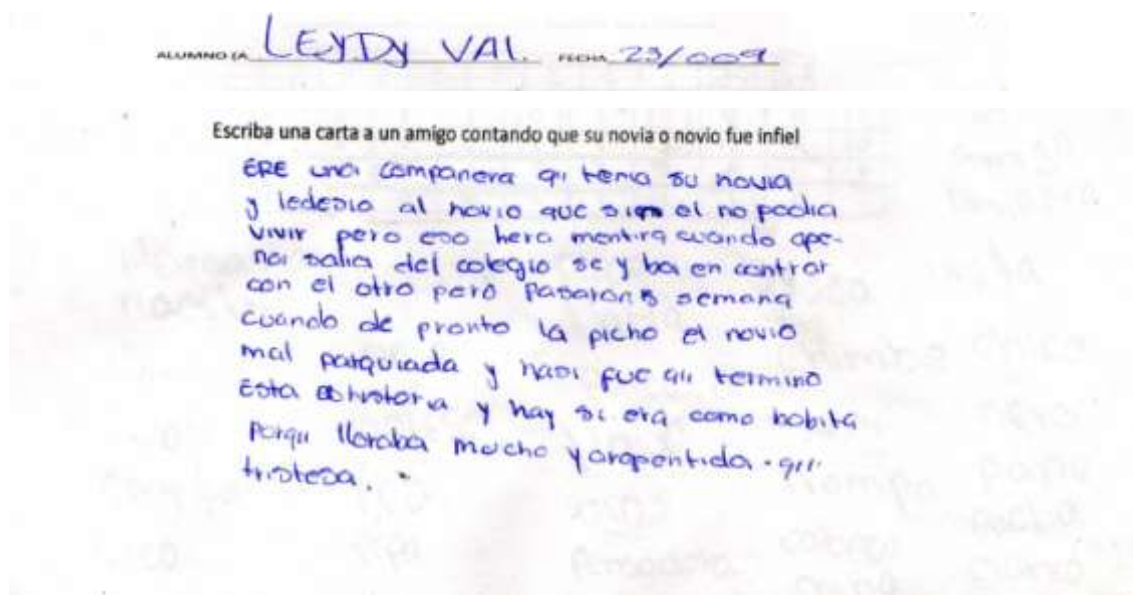 ALUMNO (A LEYDY VAL. FECHA 23/009
Escriba una carta a un amigo contando que su novia o novio fue infiel
ERE una companera qu tenia su novia
y ledesio al novio que sin el no podia
vivir pero eso hera mentira cuando ape-
nas salia del colegio se y ba en contrar
con el otro pero Pasaron semana
cuando de pronto la picho el novio
mal parquiada y hasi fue qu termino
Esta historia y hay si era como bobita
Porqu lloraba mucho y arepentida. qu
tristesa.